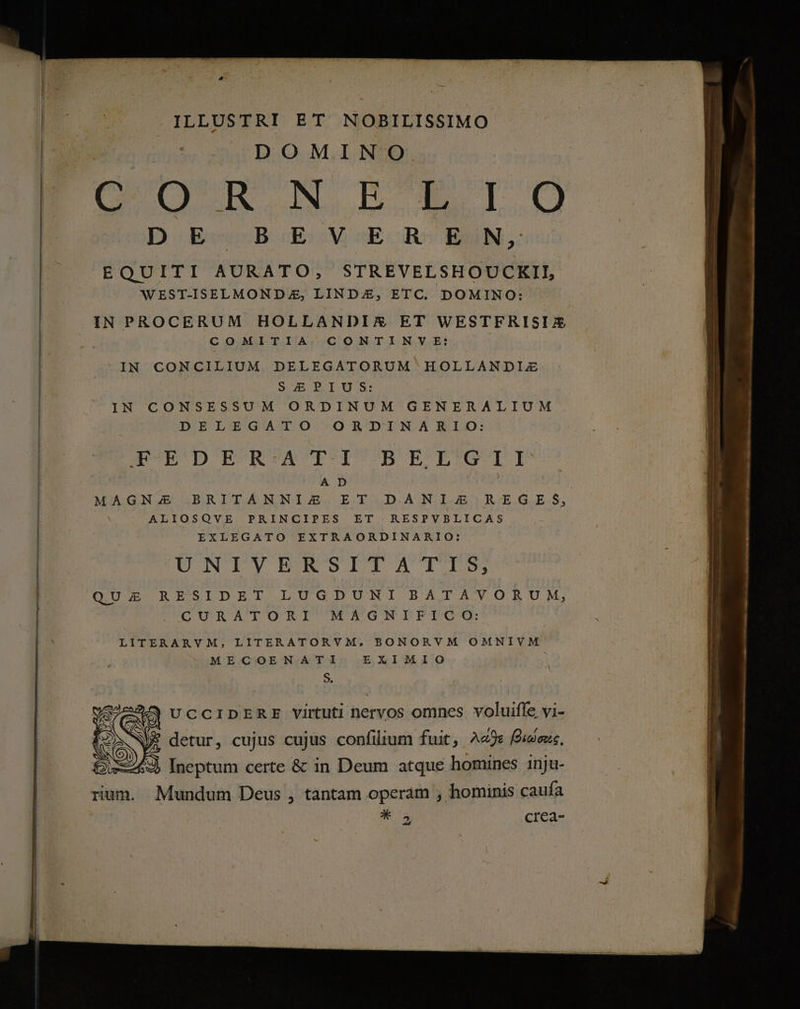 ILLUSTRI ET NOBILISSIMO
DOMINO
CORNELIO
DE BEVEREN,
EQUITI AURATO, STREVELSHOUCKII,
WEST-ISELMONDÆ, LINDÆ, ETC. DOMINO:
IN PROCERUM HOLLANDIÆ ET WESTFRISIÆ
COMITIA CONTINVE:
IN CONCILIUM DELEGATORUM HOLLANDIÆ
SÆPIUS:
IN CONSESSUM ORDINUM GENERALIUM
DELEGATO ORDINARIO:
FEDERATI BELGII
AD
MAGNÆ BRITANNIÆ ET DANIÆ REGES,
ALIOSQVE PRINCIPES ET RESPVBLICAS
EXLEGATO EXTRAORDINARIO:
UNIVERSITATIS,
QUÆ RESIDET LUGDUNI BATAVORUM,
CURATORI MAGNIFICO:
LITERARVM, LITERATORVM, BONORVM OMNIVM
MECOENATI EXIMIO
S.
SUCCIDERE virtuti nervos omnes voluiſſe vi-
detur, cujus cujus conſilium fuit, λάθε βιώσας.
Ineptum certe & in Deum atque homines inju-
rium. Mundum Deus, tantam operam, hominis cauſa
* 2 crea-